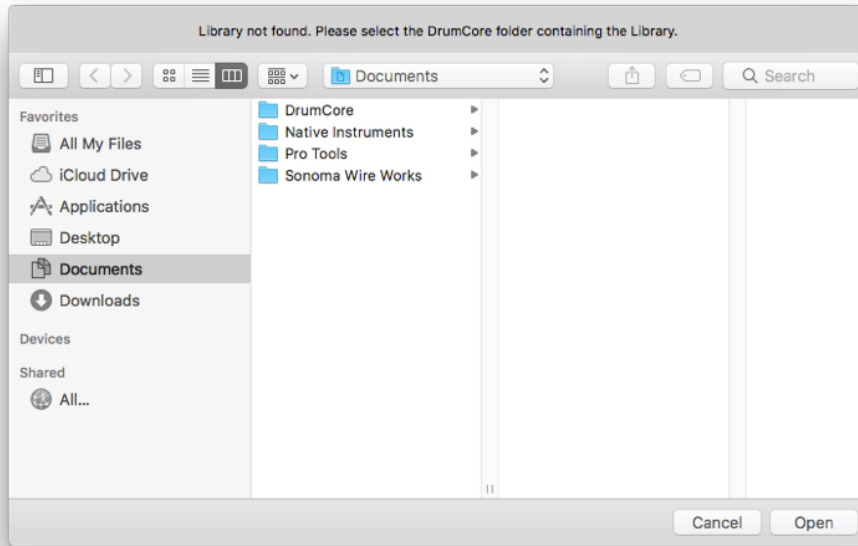 Library not found. Please select the DrumCore folder containing the Library.
Documents
Search
Favorites
All My Files
iCloud Drive
Applications
Desktop
Documents
Downloads
Devices
Shared
All...
DrumCore
Native Instruments
Pro Tools
Sonoma Wire Works
Cancel
Open